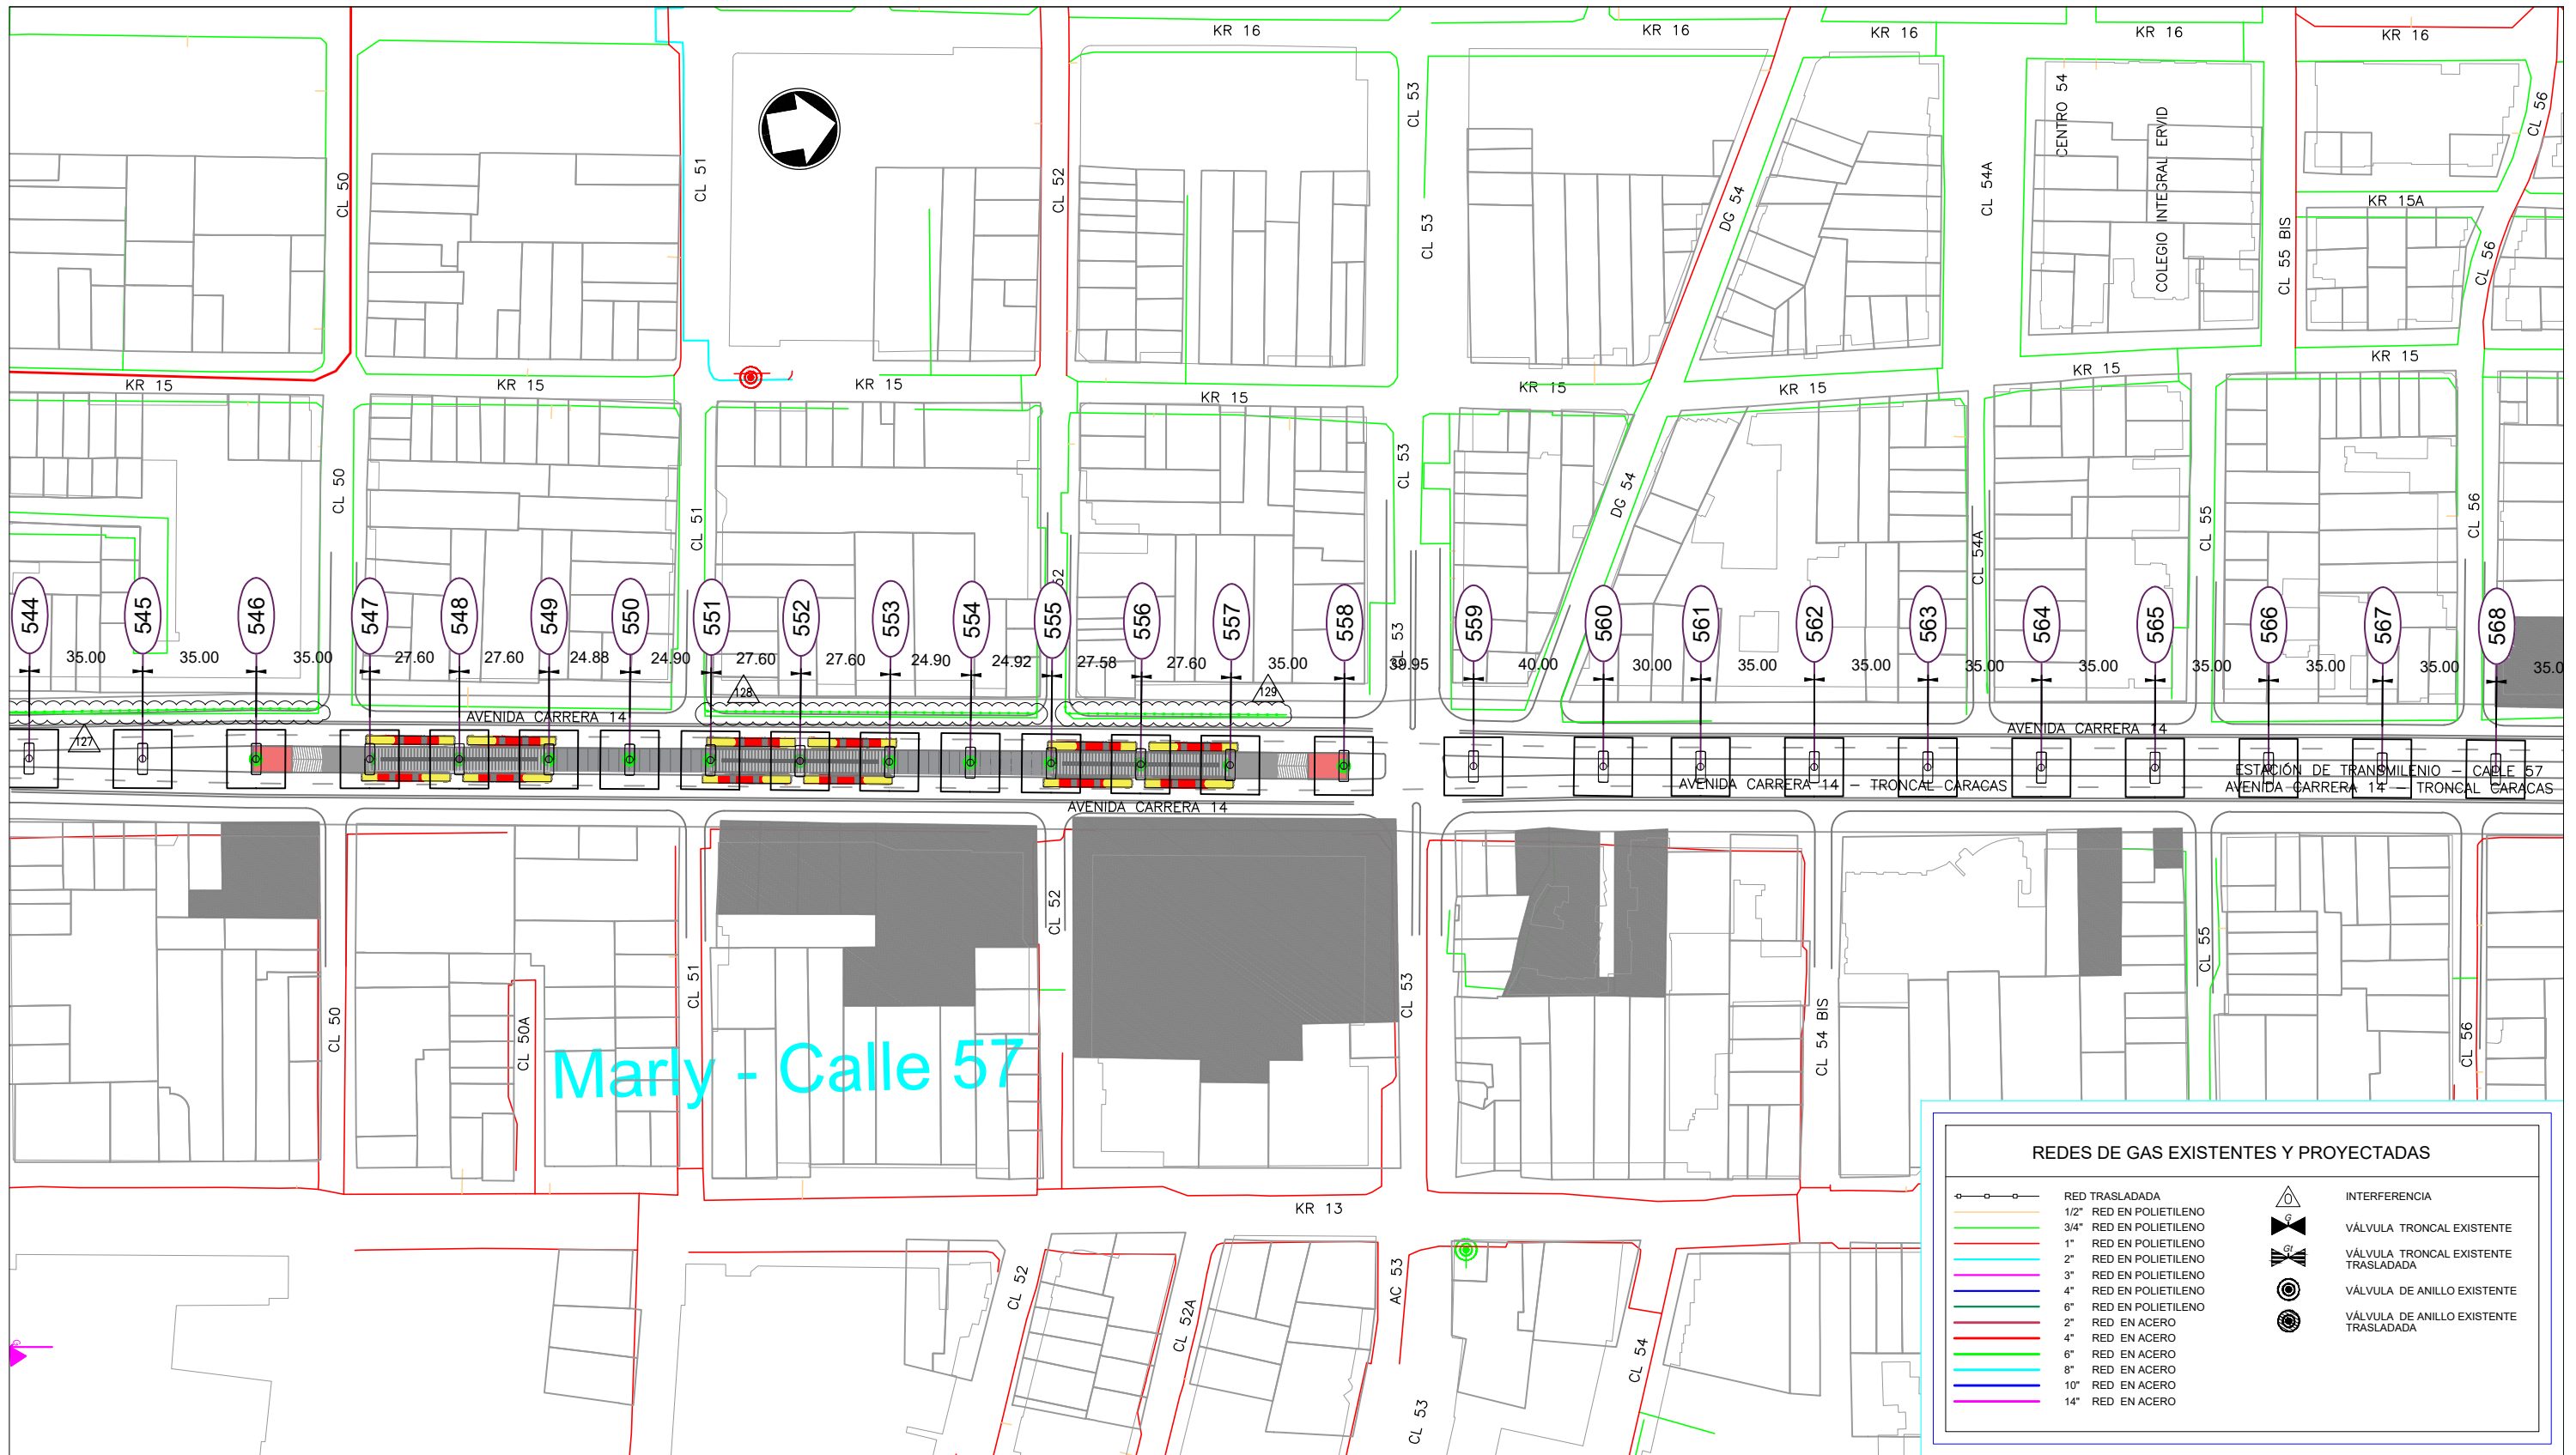 KR 16
KR 16
KR 16
KR 16
KR 16
CL 50
CL 51
CL 52
CL 53
CL 53
DG 54
CL 54A
CENTRO 54
COLEGIO INTEGRAL ERVID
CL 55 BIS
KR 15A
CL 56
CL 56
KR 15
KR 15
KR 15
KR 15
KR 15
KR 15
KR 15
KR 15
CL 50
CL 51
52
CL 53
CL 53
DG 54
CL 54A
CL 55
CL 56
544
545
546
547
548
549
550
551
552
553
554
555
556
557
558
559
560
561
562
563
564
565
566
567
568
35.00
35.00
35.00
27.60
27.60
24.88
24.90
27.60
27.60
24.90
24.92
27.58
27.60
35.00
39.95
40.00
30.00
35.00
35.00
35.00
35.00
35.00
35.00
35.00
35.0
127
128
129
AVENIDA CARRERA 14
AVENIDA CARRERA 14
AVENIDA CARRERA 14
AVENIDA CARRERA 14 - TRONCAL CARACAS
ESTACIÓN DE TRANSMILENIO - CALLE 57
AVENIDA CARRERA 14 - TRONCAL CARACAS
CL 50
CL 50A
CL 51
CL 52
CL 53
CL 54 BIS
CL 55
CL 56
Marly - Calle 57
KR 13
CL 52
CL 52A
AC 53
CL 53
CL 54
G
REDES DE GAS EXISTENTES Y PROYECTADAS
RED TRASLADADA
1/2" RED EN POLIETILENO
3/4" RED EN POLIETILENO
1" RED EN POLIETILENO
2" RED EN POLIETILENO
3" RED EN POLIETILENO
4" RED EN POLIETILENO
6" RED EN POLIETILENO
2" RED EN ACERO
4" RED EN ACERO
6" RED EN ACERO
8" RED EN ACERO
10" RED EN ACERO
14" RED EN ACERO
0 INTERFERENCIA
G VÁLVULA TRONCAL EXISTENTE
Gt VÁLVULA TRONCAL EXISTENTE
TRASLADADA
VÁLVULA DE ANILLO EXISTENTE
VÁLVULA DE ANILLO EXISTENTE
TRASLADADA